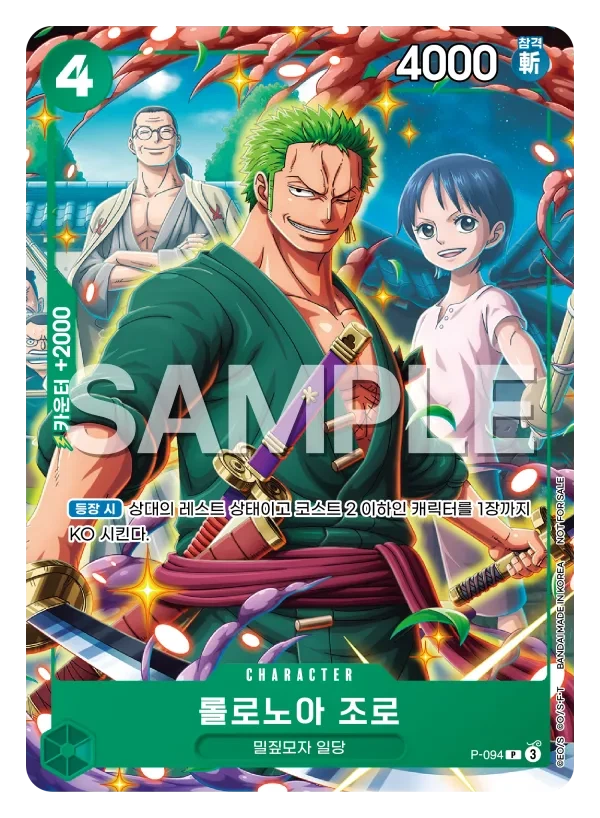 4
4000
참격
斬
카운터 +2000
SAMPLE
등장 시 상대의 레스트 상태이고 코스트 2 이하인 캐릭터를 1장까지
KO 시킨다.
BANDAI MADE IN KOREA NOT FOR SALE
©EO/S ©O/S·F·T
CHARACTER
롤로노아 조로
밀짚모자 일당
P-094 P 3